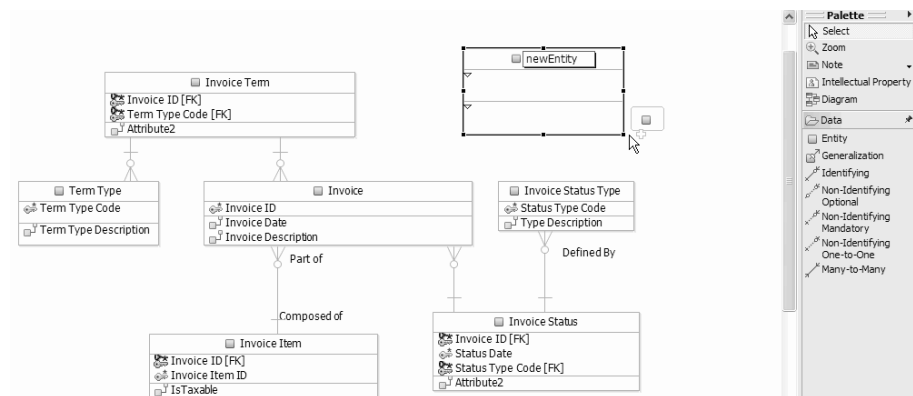 newEntity
Invoice Term
Invoice ID [FK]
Term Type Code [FK]
Attribute2
Term Type
Term Type Code
Term Type Description
Invoice
Invoice ID
Invoice Date
Invoice Description
Invoice Status Type
Status Type Code
Type Description
Part of
Defined By
Composed of
Invoice Item
Invoice ID [FK]
Invoice Item ID
IsTaxable
Invoice Status
Invoice ID [FK]
Status Date
Status Type Code [FK]
Attribute2
Palette
Select
Zoom
Note
Intellectual Property
Diagram
Data
Entity
Generalization
Identifying
Non-Identifying
Optional
Non-Identifying
Mandatory
Non-Identifying
One-to-One
Many-to-Many